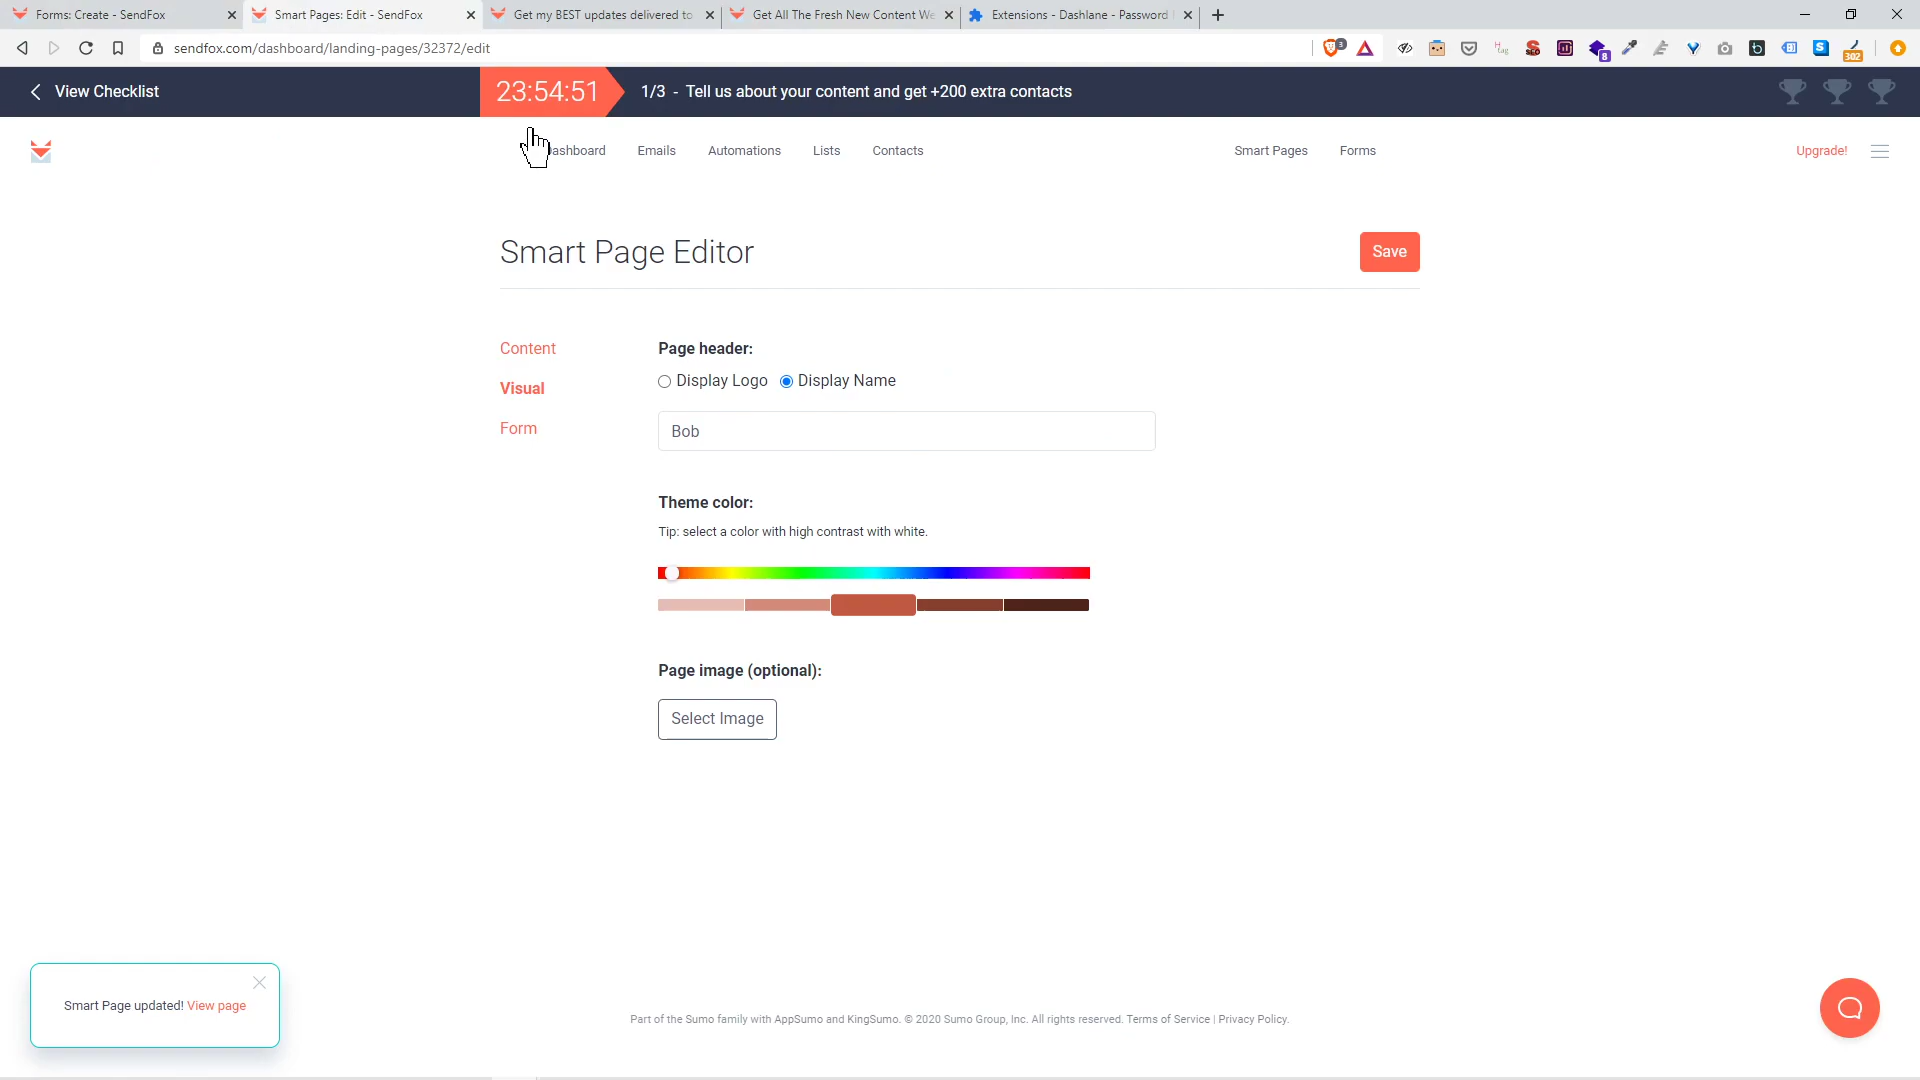 Forms: Create - SendFox
Smart Pages: Edit - SendFox
Get my BEST updates delivered to
Get All The Fresh New Content We
Extensions - Dashlane - Password
sendfox.com/dashboard/landing-pages/32372/edit
3
8
302
View Checklist
23:54:51
1/3 - Tell us about your content and get +200 extra contacts
Dashboard
Emails
Automations
Lists
Contacts
Smart Pages
Forms
Upgrade!
Smart Page Editor
Save
Content
Visual
Form
Page header:
Display Logo
Display Name
Bob
Theme color:
Tip: select a color with high contrast with white.
Page image (optional):
Select Image
Smart Page updated! View page
Part of the Sumo family with AppSumo and KingSumo. © 2020 Sumo Group, Inc. All rights reserved. Terms of Service | Privacy Policy.